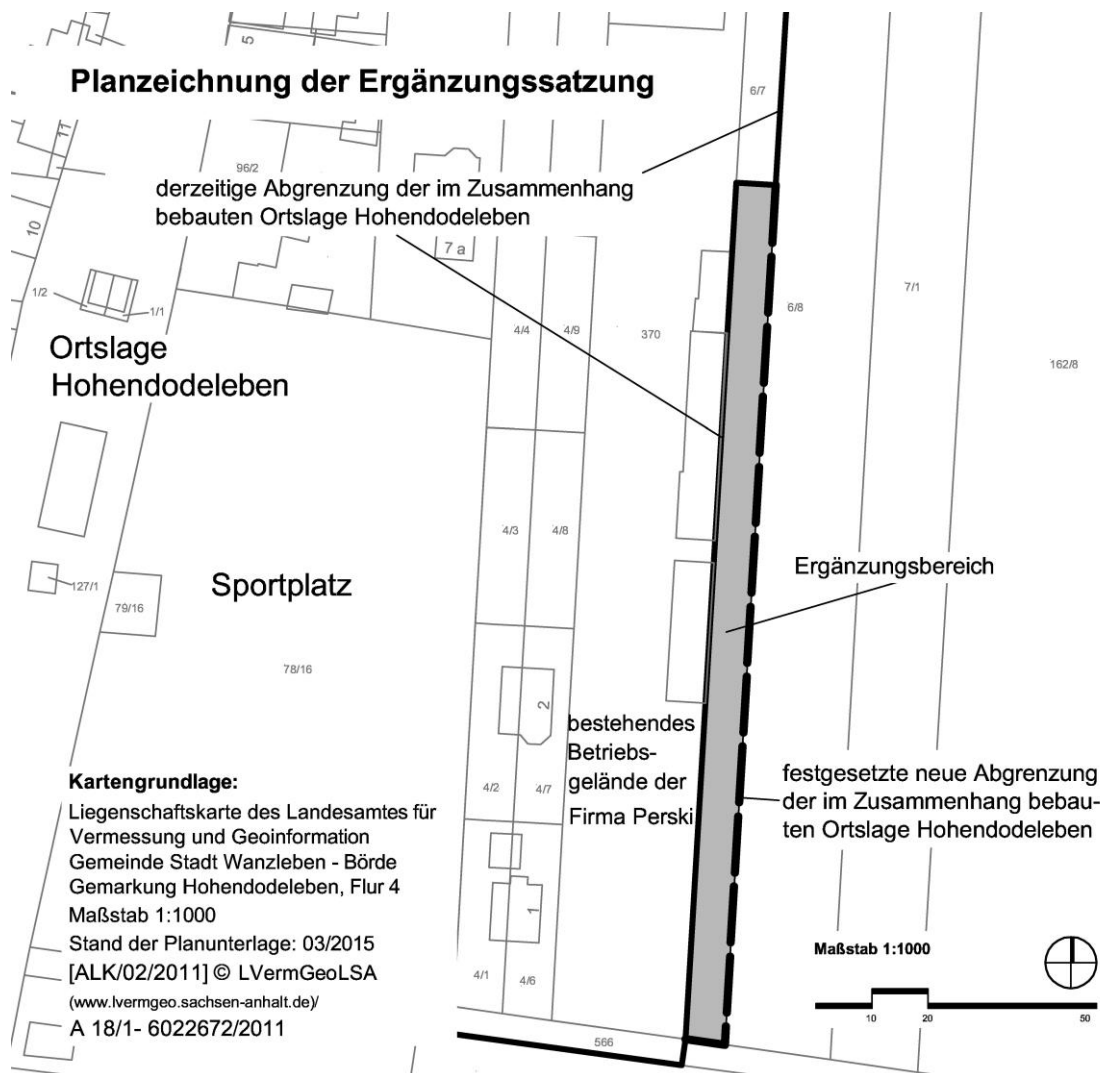 5
Planzeichnung der Ergänzungssatzung
6/7
11
96/2
derzeitige Abgrenzung der im Zusammenhang
bebauten Ortslage Hohendodeleben
10
7 a
1/2
1/1
6/8
7/1
4/4
4/9
370
162/8
Ortslage
Hohendodeleben
4/3
4/8
Ergänzungsbereich
127/1
79/16
Sportplatz
78/16
2
bestehendes
Betriebs-
gelände der
Firma Perski
festgesetzte neue Abgrenzung
der im Zusammenhang bebau-
ten Ortslage Hohendodeleben
4/2
4/7
Kartengrundlage:
Liegenschaftskarte des Landesamtes für
Vermessung und Geoinformation
Gemeinde Stadt Wanzleben - Börde
Gemarkung Hohendodeleben, Flur 4
Maßstab 1:1000
Stand der Planunterlage: 03/2015
[ALK/02/2011] © LVermGeoLSA
(www.lvermgeo.sachsen-anhalt.de)/
A 18/1- 6022672/2011
1
4/1
4/6
566
Maßstab 1:1000
10
20
50